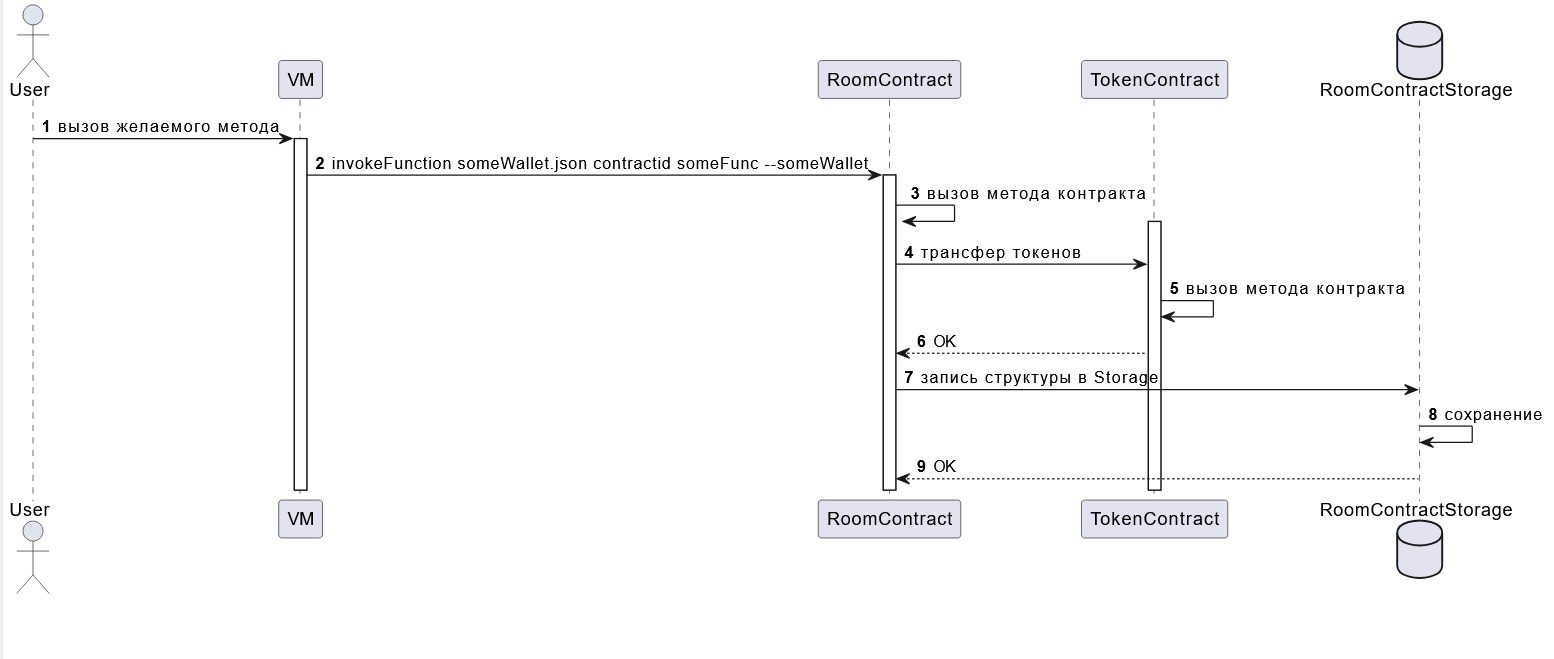 User
VM
RoomContract
TokenContract
RoomContractStorage
1 вызов желаемого метода
2 invokeFunction someWallet.json contractid someFunc --someWallet
3 вызов метода контракта
4 трансфер токенов
5 вызов метода контракта
6 OK
7 запись структуры в Storage
8 сохранение
9 OK
User
VM
RoomContract
TokenContract
RoomContractStorage